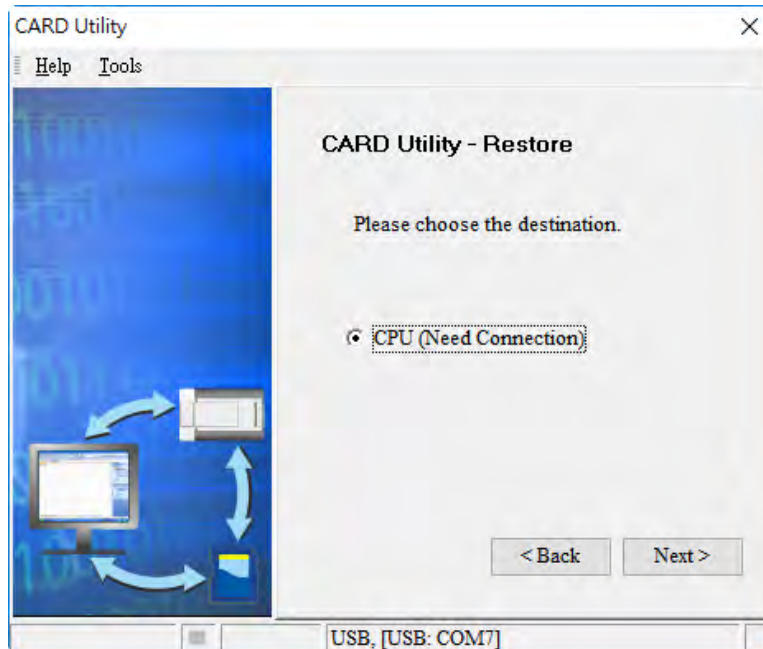 CARD Utility
Help Tools
CARD Utility - Restore
Please choose the destination.
CPU (Need Connection)
< Back Next >
USB, [USB: COM7]